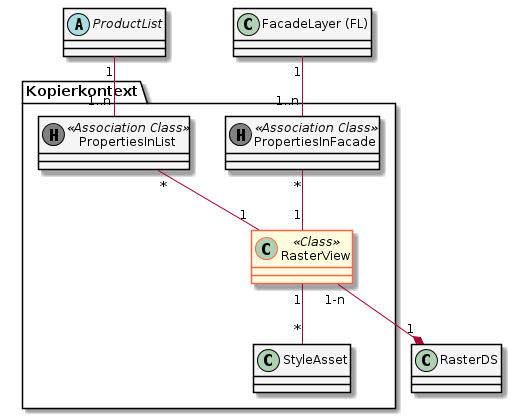 A ProductList
C FacadeLayer (FL)
1
1
Kopierkontext
1..n
1..n
H «Association Class»
PropertiesInList
H «Association Class»
PropertiesInFacade
*
*
1
1
C «Class»
RasterView
1
1-n
*
1
C StyleAsset
C RasterDS